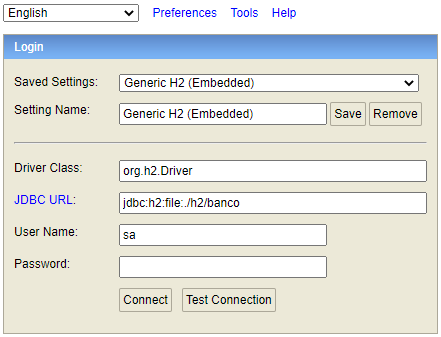 English Preferences Tools Help
Login
Saved Settings: Generic H2 (Embedded)
Setting Name: Generic H2 (Embedded) Save Remove
Driver Class: org.h2.Driver
JDBC URL: jdbc:h2:file:./h2/banco
User Name: sa
Password:
Connect Test Connection